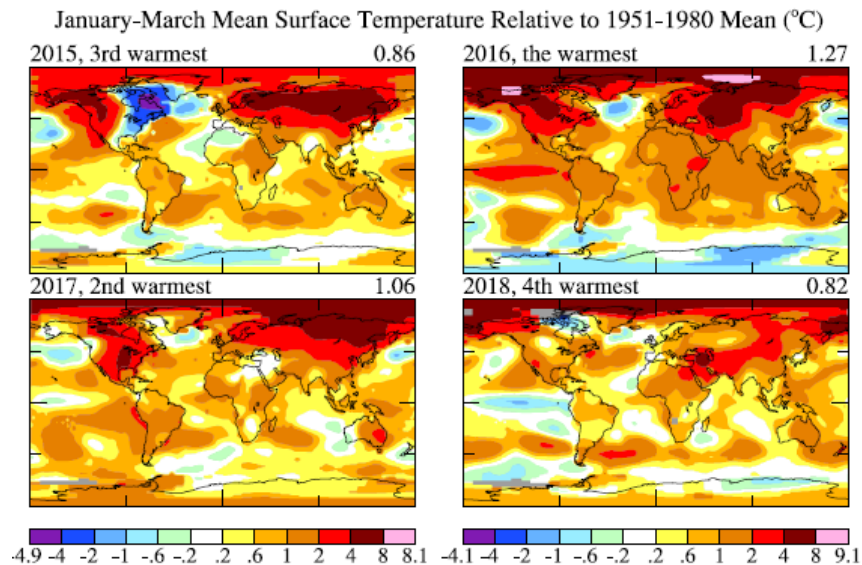 January-March Mean Surface Temperature Relative to 1951-1980 Mean (°C)
2015, 3rd warmest 0.86
2016, the warmest 1.27
2017, 2nd warmest 1.06
2018, 4th warmest 0.82
-4.9 -4 -2 -1 -.6 -.2 .2 .6 1 2 4 8 8.1
-4.1 -4 -2 -1 -.6 -.2 .2 .6 1 2 4 8 9.1